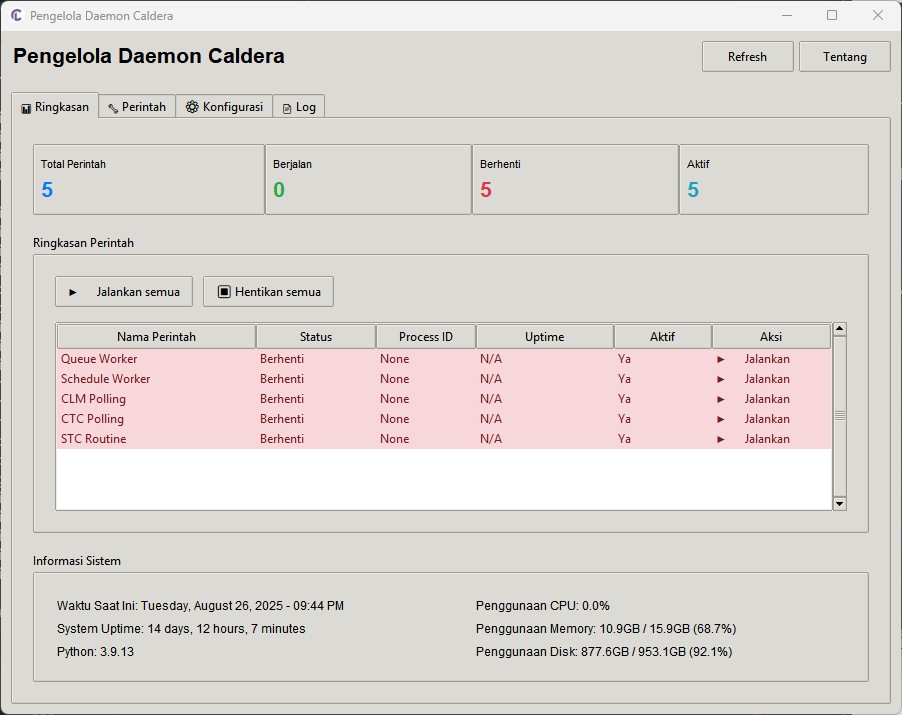 Pengelola Daemon Caldera
Pengelola Daemon Caldera
Refresh
Tentang
Ringkasan
Perintah
Konfigurasi
Log
Total Perintah
5
Berjalan
0
Berhenti
5
Aktif
5
Ringkasan Perintah
Jalankan semua
Hentikan semua
Nama Perintah Status Process ID Uptime Aktif Aksi
Queue Worker Berhenti None N/A Ya ► Jalankan
Schedule Worker Berhenti None N/A Ya ► Jalankan
CLM Polling Berhenti None N/A Ya ► Jalankan
CTC Polling Berhenti None N/A Ya ► Jalankan
STC Routine Berhenti None N/A Ya ► Jalankan
Informasi Sistem
Waktu Saat Ini: Tuesday, August 26, 2025 - 09:44 PM
System Uptime: 14 days, 12 hours, 7 minutes
Python: 3.9.13
Penggunaan CPU: 0.0%
Penggunaan Memory: 10.9GB / 15.9GB (68.7%)
Penggunaan Disk: 877.6GB / 953.1GB (92.1%)